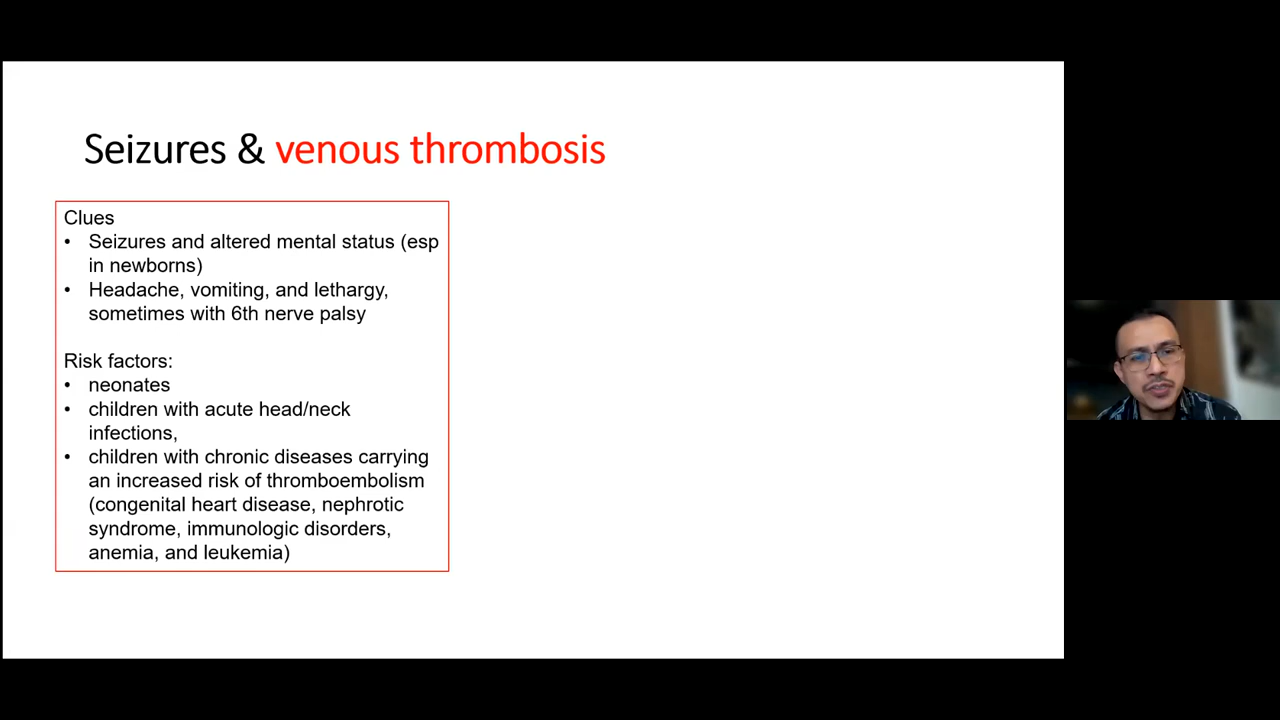 Seizures & venous thrombosis
Clues
• Seizures and altered mental status (esp
in newborns)
• Headache, vomiting, and lethargy,
sometimes with 6th nerve palsy
Risk factors:
• neonates
• children with acute head/neck
infections,
• children with chronic diseases carrying
an increased risk of thromboembolism
(congenital heart disease, nephrotic
syndrome, immunologic disorders,
anemia, and leukemia)